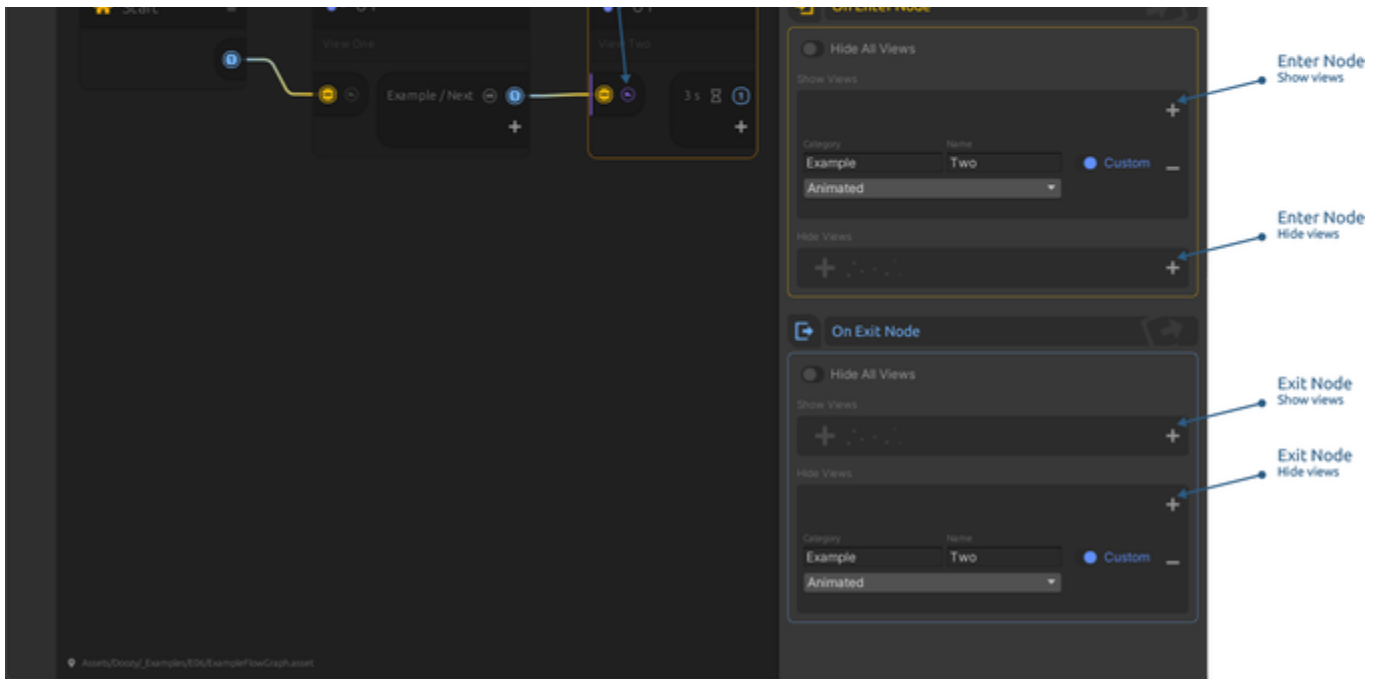 Start
On Enter Node
Hide All Views
Enter Node
Show views
View One
View Two
Show Views
Example / Next
3 s
Category
Name
Example
Two
Custom
Animated
Enter Node
Hide views
Hide Views
On Exit Node
Hide All Views
Exit Node
Show views
Show Views
Exit Node
Hide views
Hide Views
Category
Name
Example
Two
Custom
Animated
Assets/Doozy/_Examples/E06/ExampleFlowGraph.asset